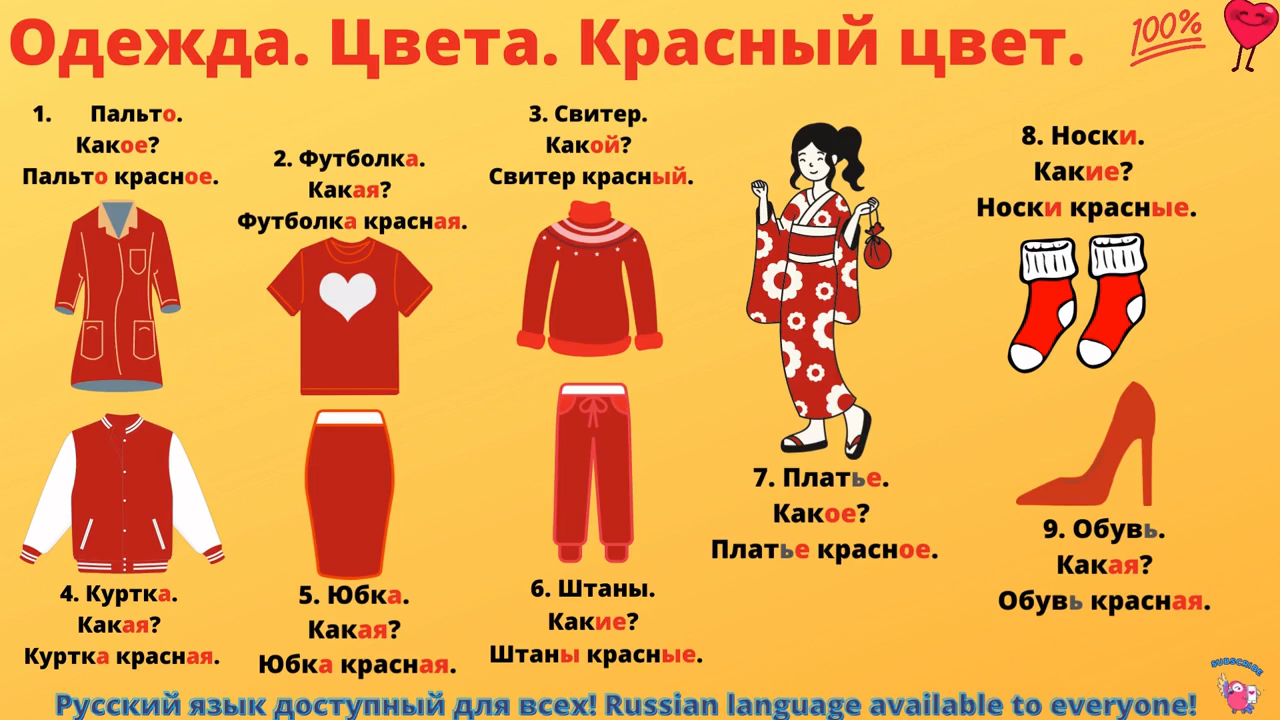 Одежда. Цвета. Красный цвет.
100%
1. Пальто.
Какое?
Пальто красное.
2. Футболка.
Какая?
Футболка красная.
3. Свитер.
Какой?
Свитер красный.
8. Носки.
Какие?
Носки красные.
4. Куртка.
Какая?
Куртка красная.
5. Юбка.
Какая?
Юбка красная.
6. Штаны.
Какие?
Штаны красные.
7. Платье.
Какое?
Платье красное.
9. Обувь.
Какая?
Обувь красная.
SUBSCRIBE
Русский язык доступный для всех! Russian language available to everyone!